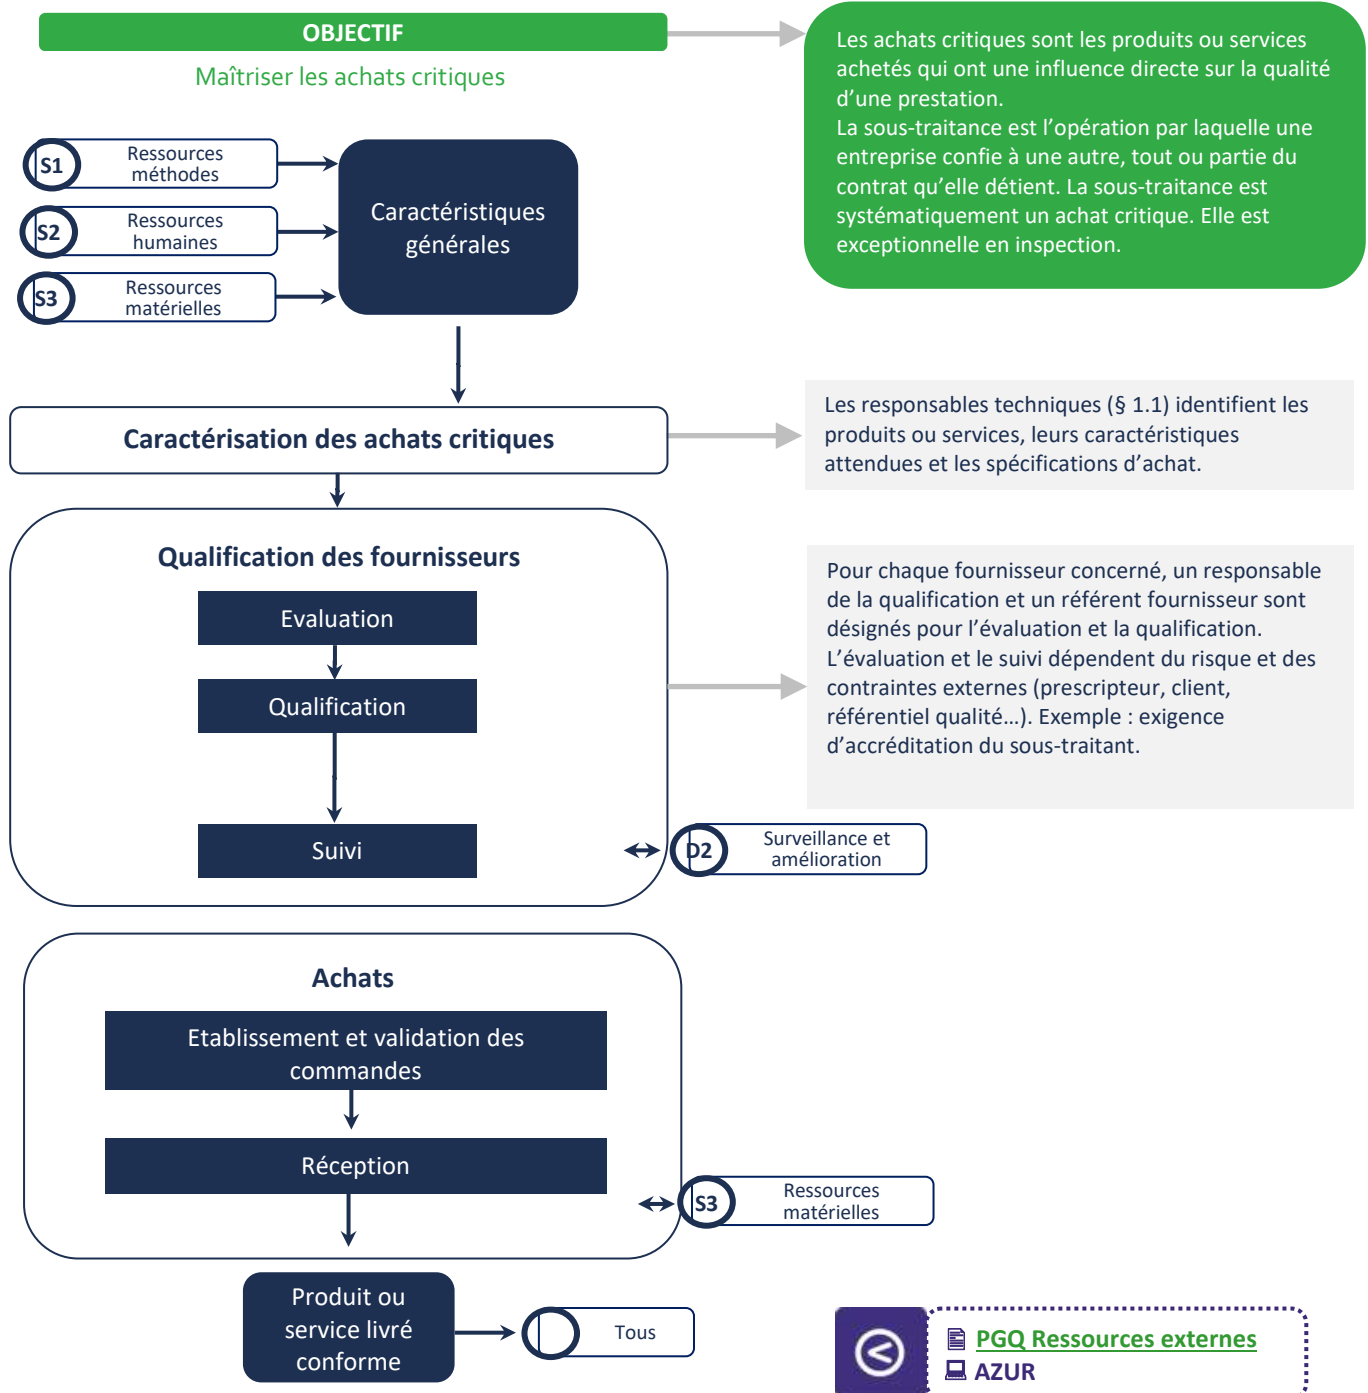 OBJECTIF
Maîtriser les achats critiques
Les achats critiques sont les produits ou services
achetés qui ont une influence directe sur la qualité
d’une prestation.
La sous-traitance est l’opération par laquelle une
entreprise confie à une autre, tout ou partie du
contrat qu’elle détient. La sous-traitance est
systématiquement un achat critique. Elle est
exceptionnelle en inspection.
S1
Ressources
méthodes
S2
Ressources
humaines
S3
Ressources
matérielles
Caractéristiques
générales
Caractérisation des achats critiques
Les responsables techniques (§ 1.1) identifient les
produits ou services, leurs caractéristiques
attendues et les spécifications d’achat.
Qualification des fournisseurs
Evaluation
Qualification
Suivi
Pour chaque fournisseur concerné, un responsable
de la qualification et un référent fournisseur sont
désignés pour l’évaluation et la qualification.
L’évaluation et le suivi dépendent du risque et des
contraintes externes (prescripteur, client,
référentiel qualité…). Exemple : exigence
d’accréditation du sous-traitant.
D2
Surveillance et
amélioration
Achats
Etablissement et validation des
commandes
Réception
S3
Ressources
matérielles
Produit ou
service livré
conforme
Tous
PGQ Ressources externes
AZUR